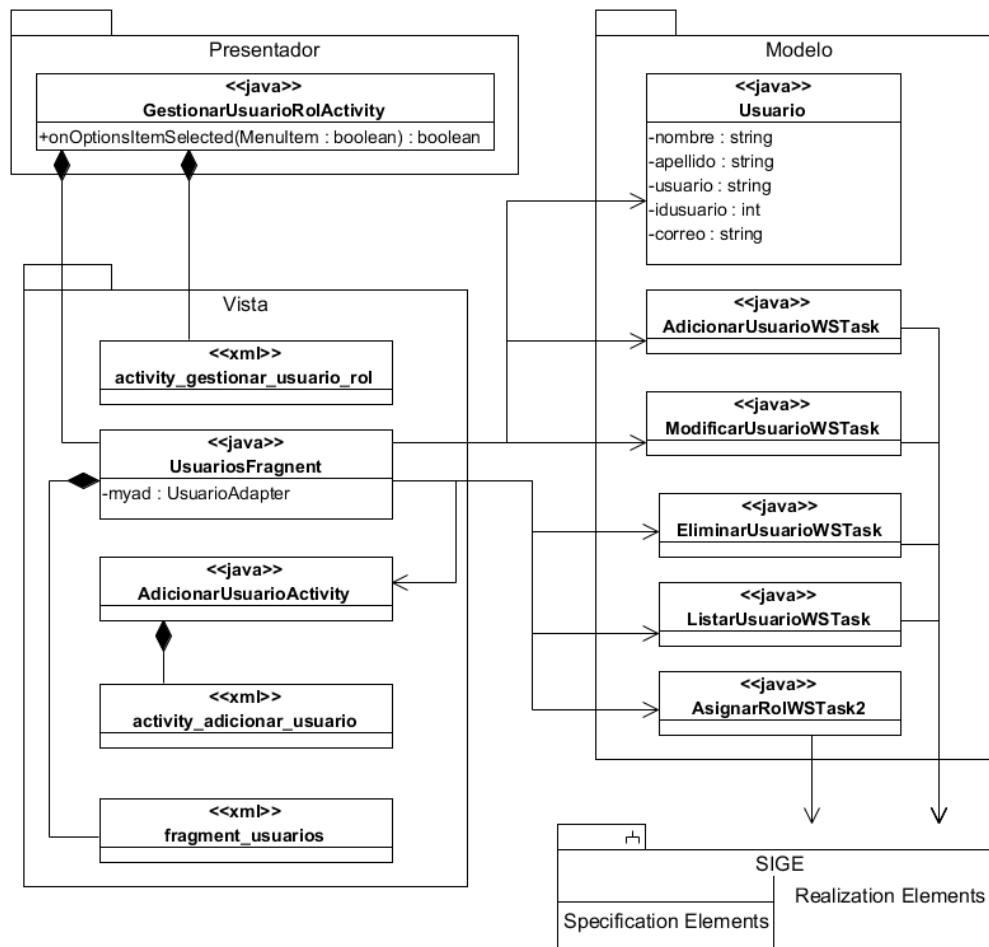 Presentador
<<java>>
GestionarUsuarioRolActivity
+onOptionsItemSelected(MenuItem : boolean) : boolean
Vista
<<xml>>
activity_gestionar_usuario_rol
<<java>>
UsuariosFragnent
-myad : UsuarioAdapter
<<java>>
AdicionarUsuarioActivity
<<xml>>
activity_adicionar_usuario
<<xml>>
fragment_usuarios
Modelo
<<java>>
Usuario
-nombre : string
-apellido : string
-usuario : string
-idusuario : int
-correo : string
<<java>>
AdicionarUsuarioWSTask
<<java>>
ModificarUsuarioWSTask
<<java>>
EliminarUsuarioWSTask
<<java>>
ListarUsuarioWSTask
<<java>>
AsignarRolWSTask2
SIGE
Specification Elements
Realization Elements